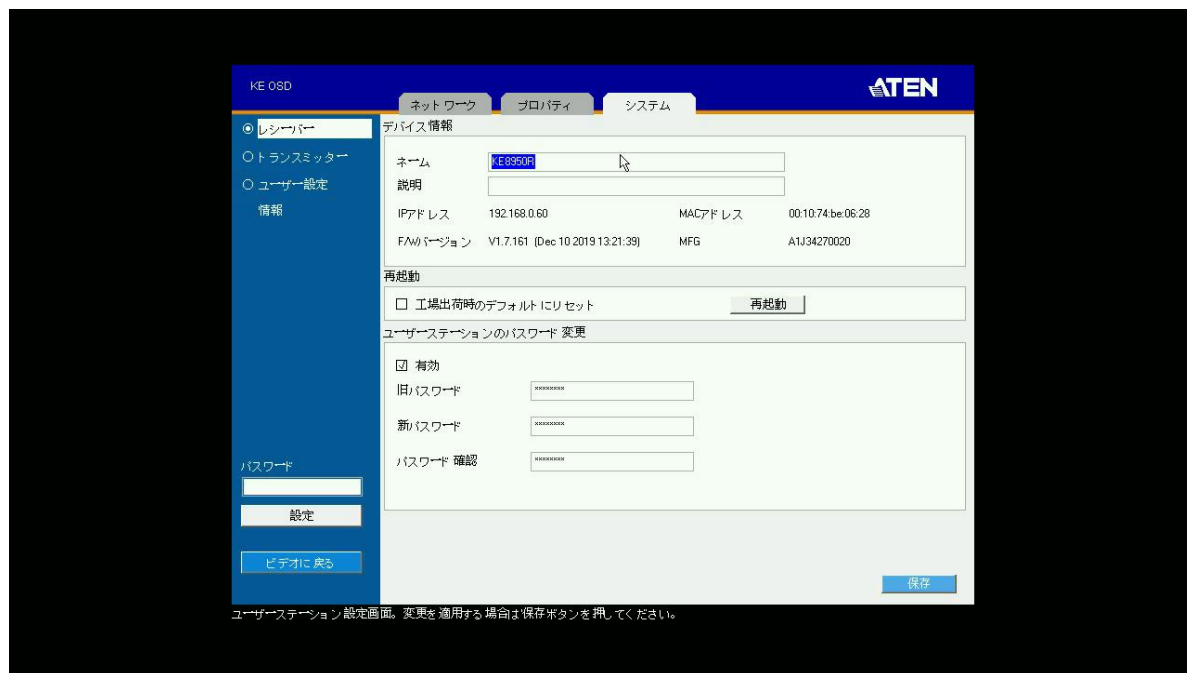 KE OSD
ATEN
ネットワーク プロパティ システム
レシーバー
トランスミッター
ユーザー設定
情報
デバイス情報
ネーム KE8950R
説明
IPアドレス 192.168.0.60 MACアドレス 00:10:74:be:06:28
F/Wバージョン V1.7.161 (Dec 10 2019 13:21:39) MFG A1J34270020
再起動
工場出荷時のデフォルトにリセット 再起動
ユーザーステーションのパスワード変更
有効
旧パスワード ********
新パスワード ********
パスワード確認 ********
パスワード
設定
ビデオに戻る
保存
ユーザーステーション設定画面。変更を適用する場合は'保存'ボタンを押してください。